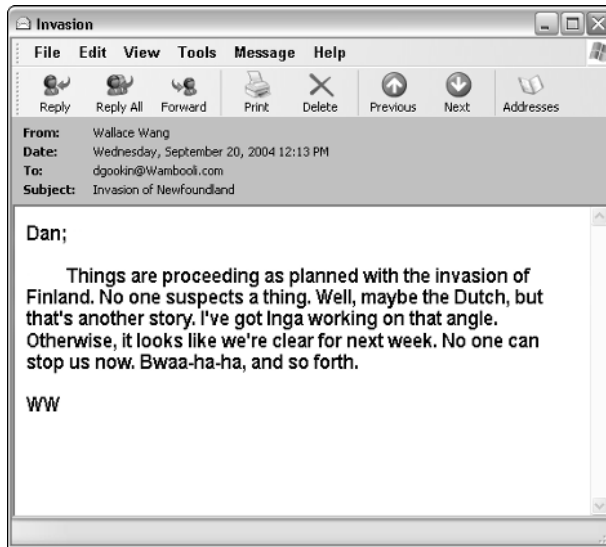 Invasion
File Edit View Tools Message Help
Reply Reply All Forward Print Delete Previous Next Addresses
From: Wallace Wang
Date: Wednesday, September 20, 2004 12:13 PM
To: dgookin@Wambooli.com
Subject: Invasion of Newfoundland
Dan;
Things are proceeding as planned with the invasion of
Finland. No one suspects a thing. Well, maybe the Dutch, but
that's another story. I've got Inga working on that angle.
Otherwise, it looks like we're clear for next week. No one can
stop us now. Bwaa-ha-ha, and so forth.
WW